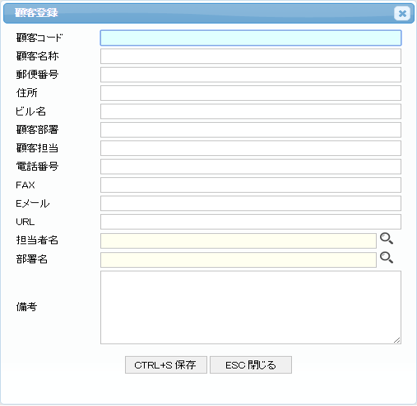 顧客登録
顧客コード
顧客名称
郵便番号
住所
ビル名
顧客部署
顧客担当
電話番号
FAX
Eメール
URL
担当者名
部署名
備考
CTRL+S 保存 ESC 閉じる